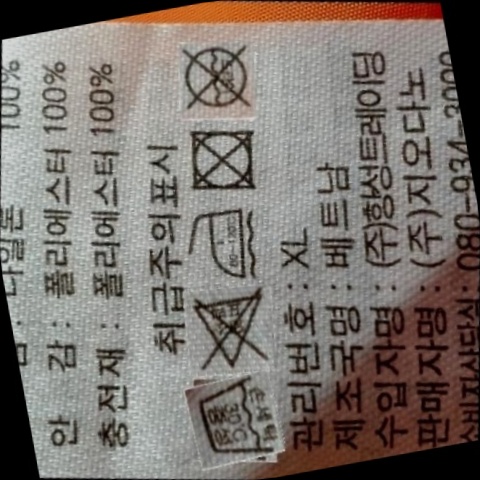 감 : 나일론 100%
안 감 : 폴리에스터 100%
충전재 : 폴리에스터 100%
취급주의표시
관리번호 : XL
제조국명 : 베트남
수입자명 : (주)항성트레이딩
판매자명 : (주)지오다노
소비자상담실 : 080-934-3000